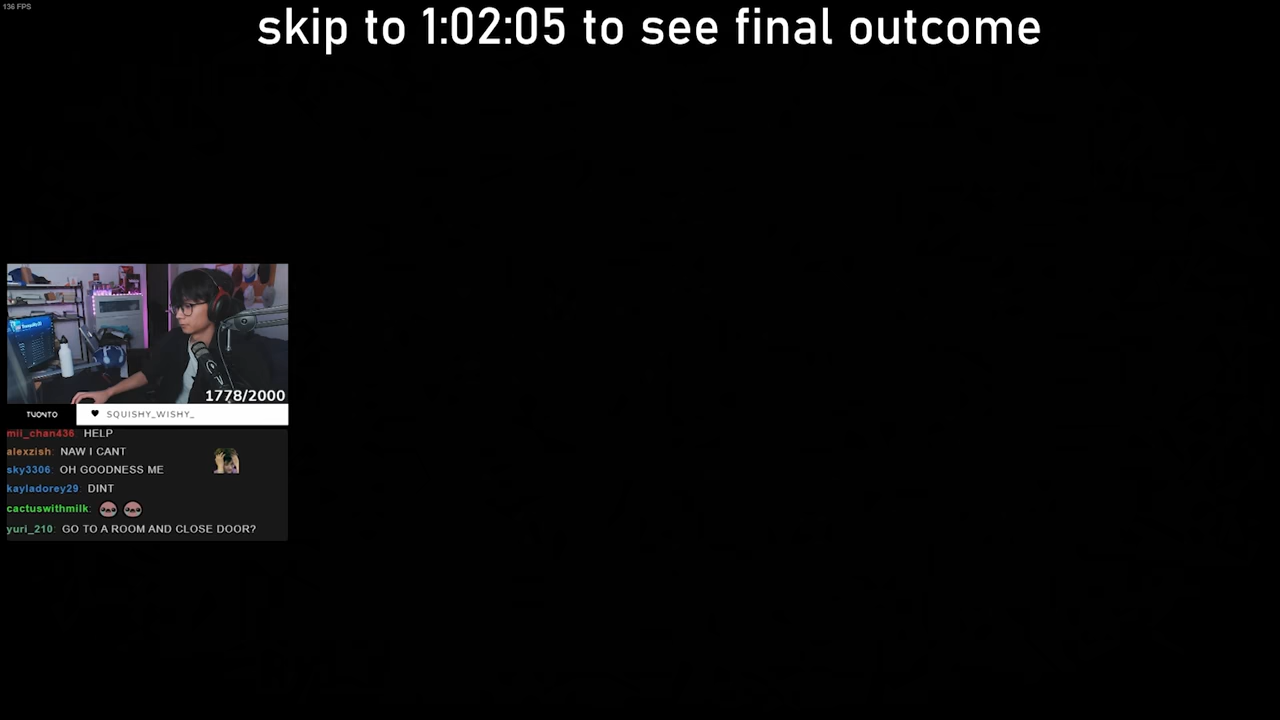 136 FPS
skip to 1:02:05 to see final outcome
1778/2000
TUONTO
SQUISHY_WISHY_
mii_chan436: HELP
alexzish: NAW I CANT
sky3306: OH GOODNESS ME
kayladorey29: DINT
cactuswithmilk:
yuri_210: GO TO A ROOM AND CLOSE DOOR?